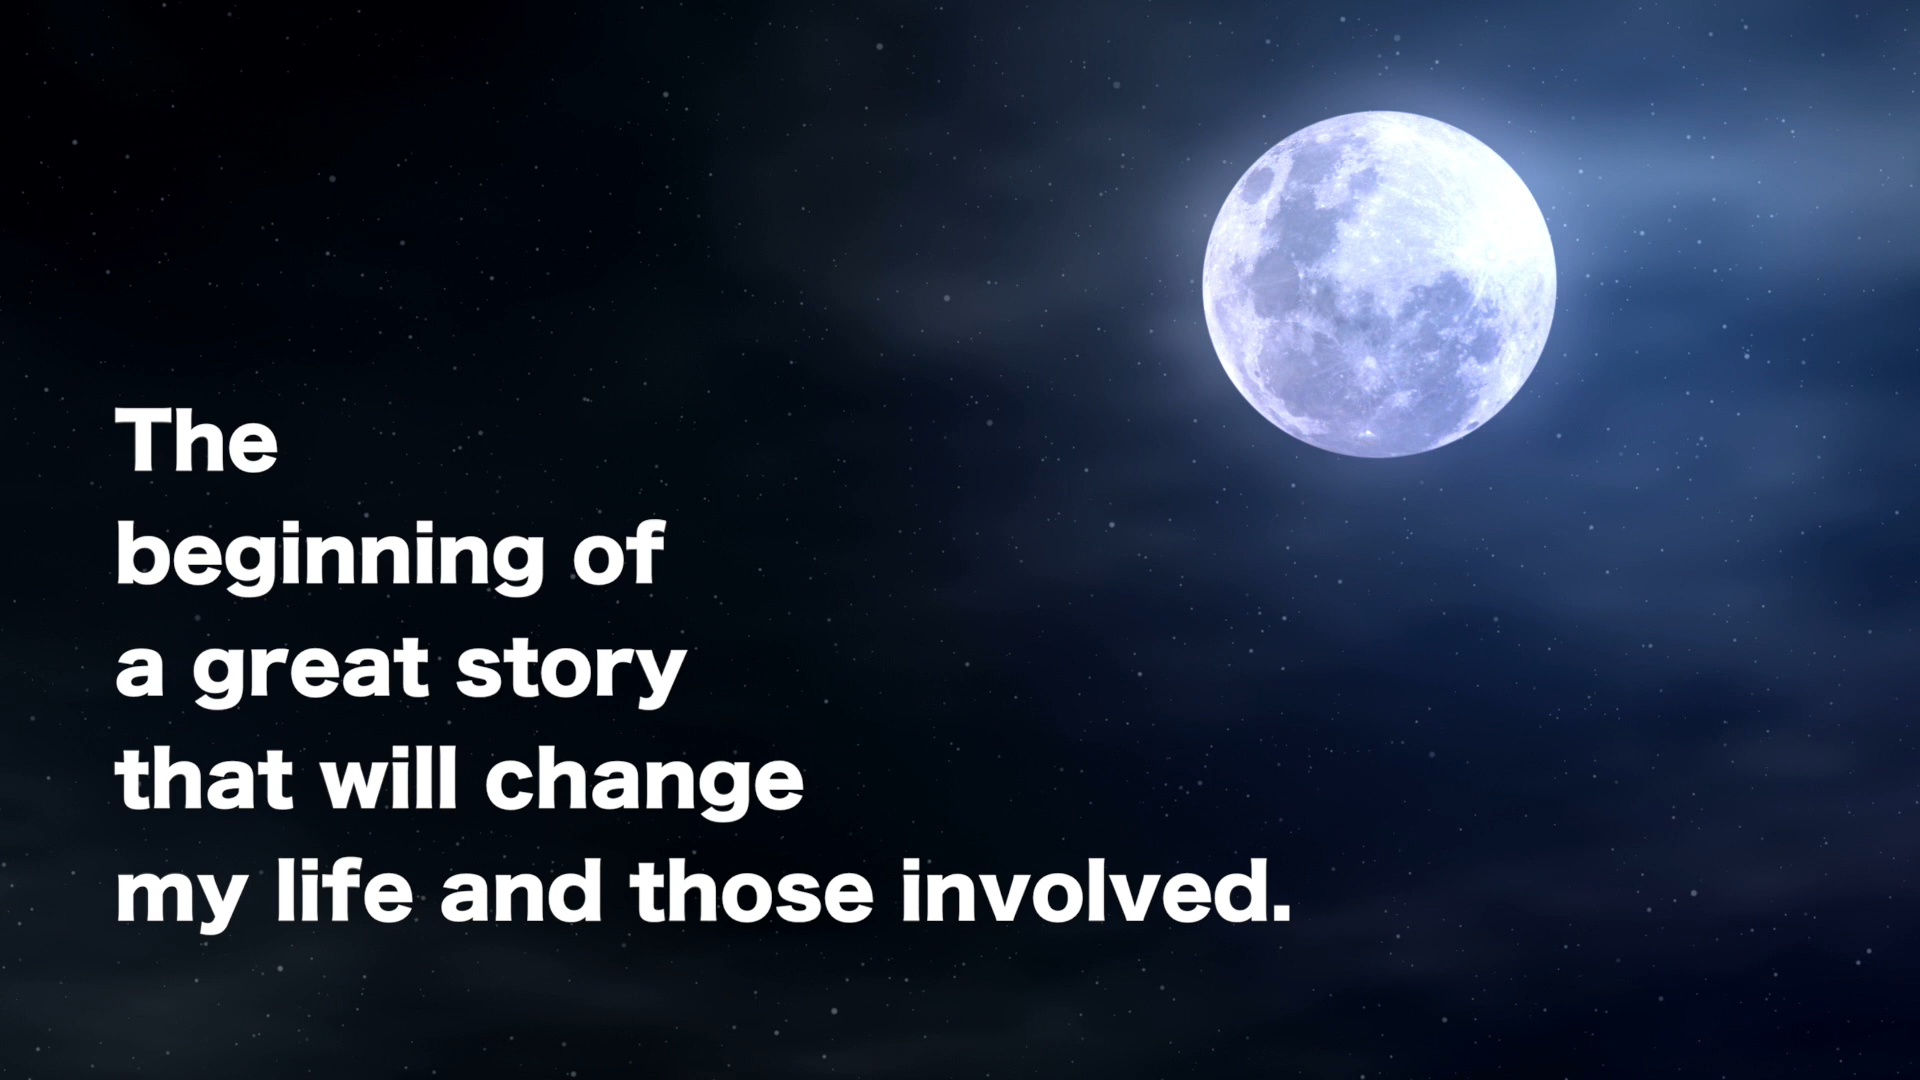 The
beginning of
a great story
that will change
my life and those involved.